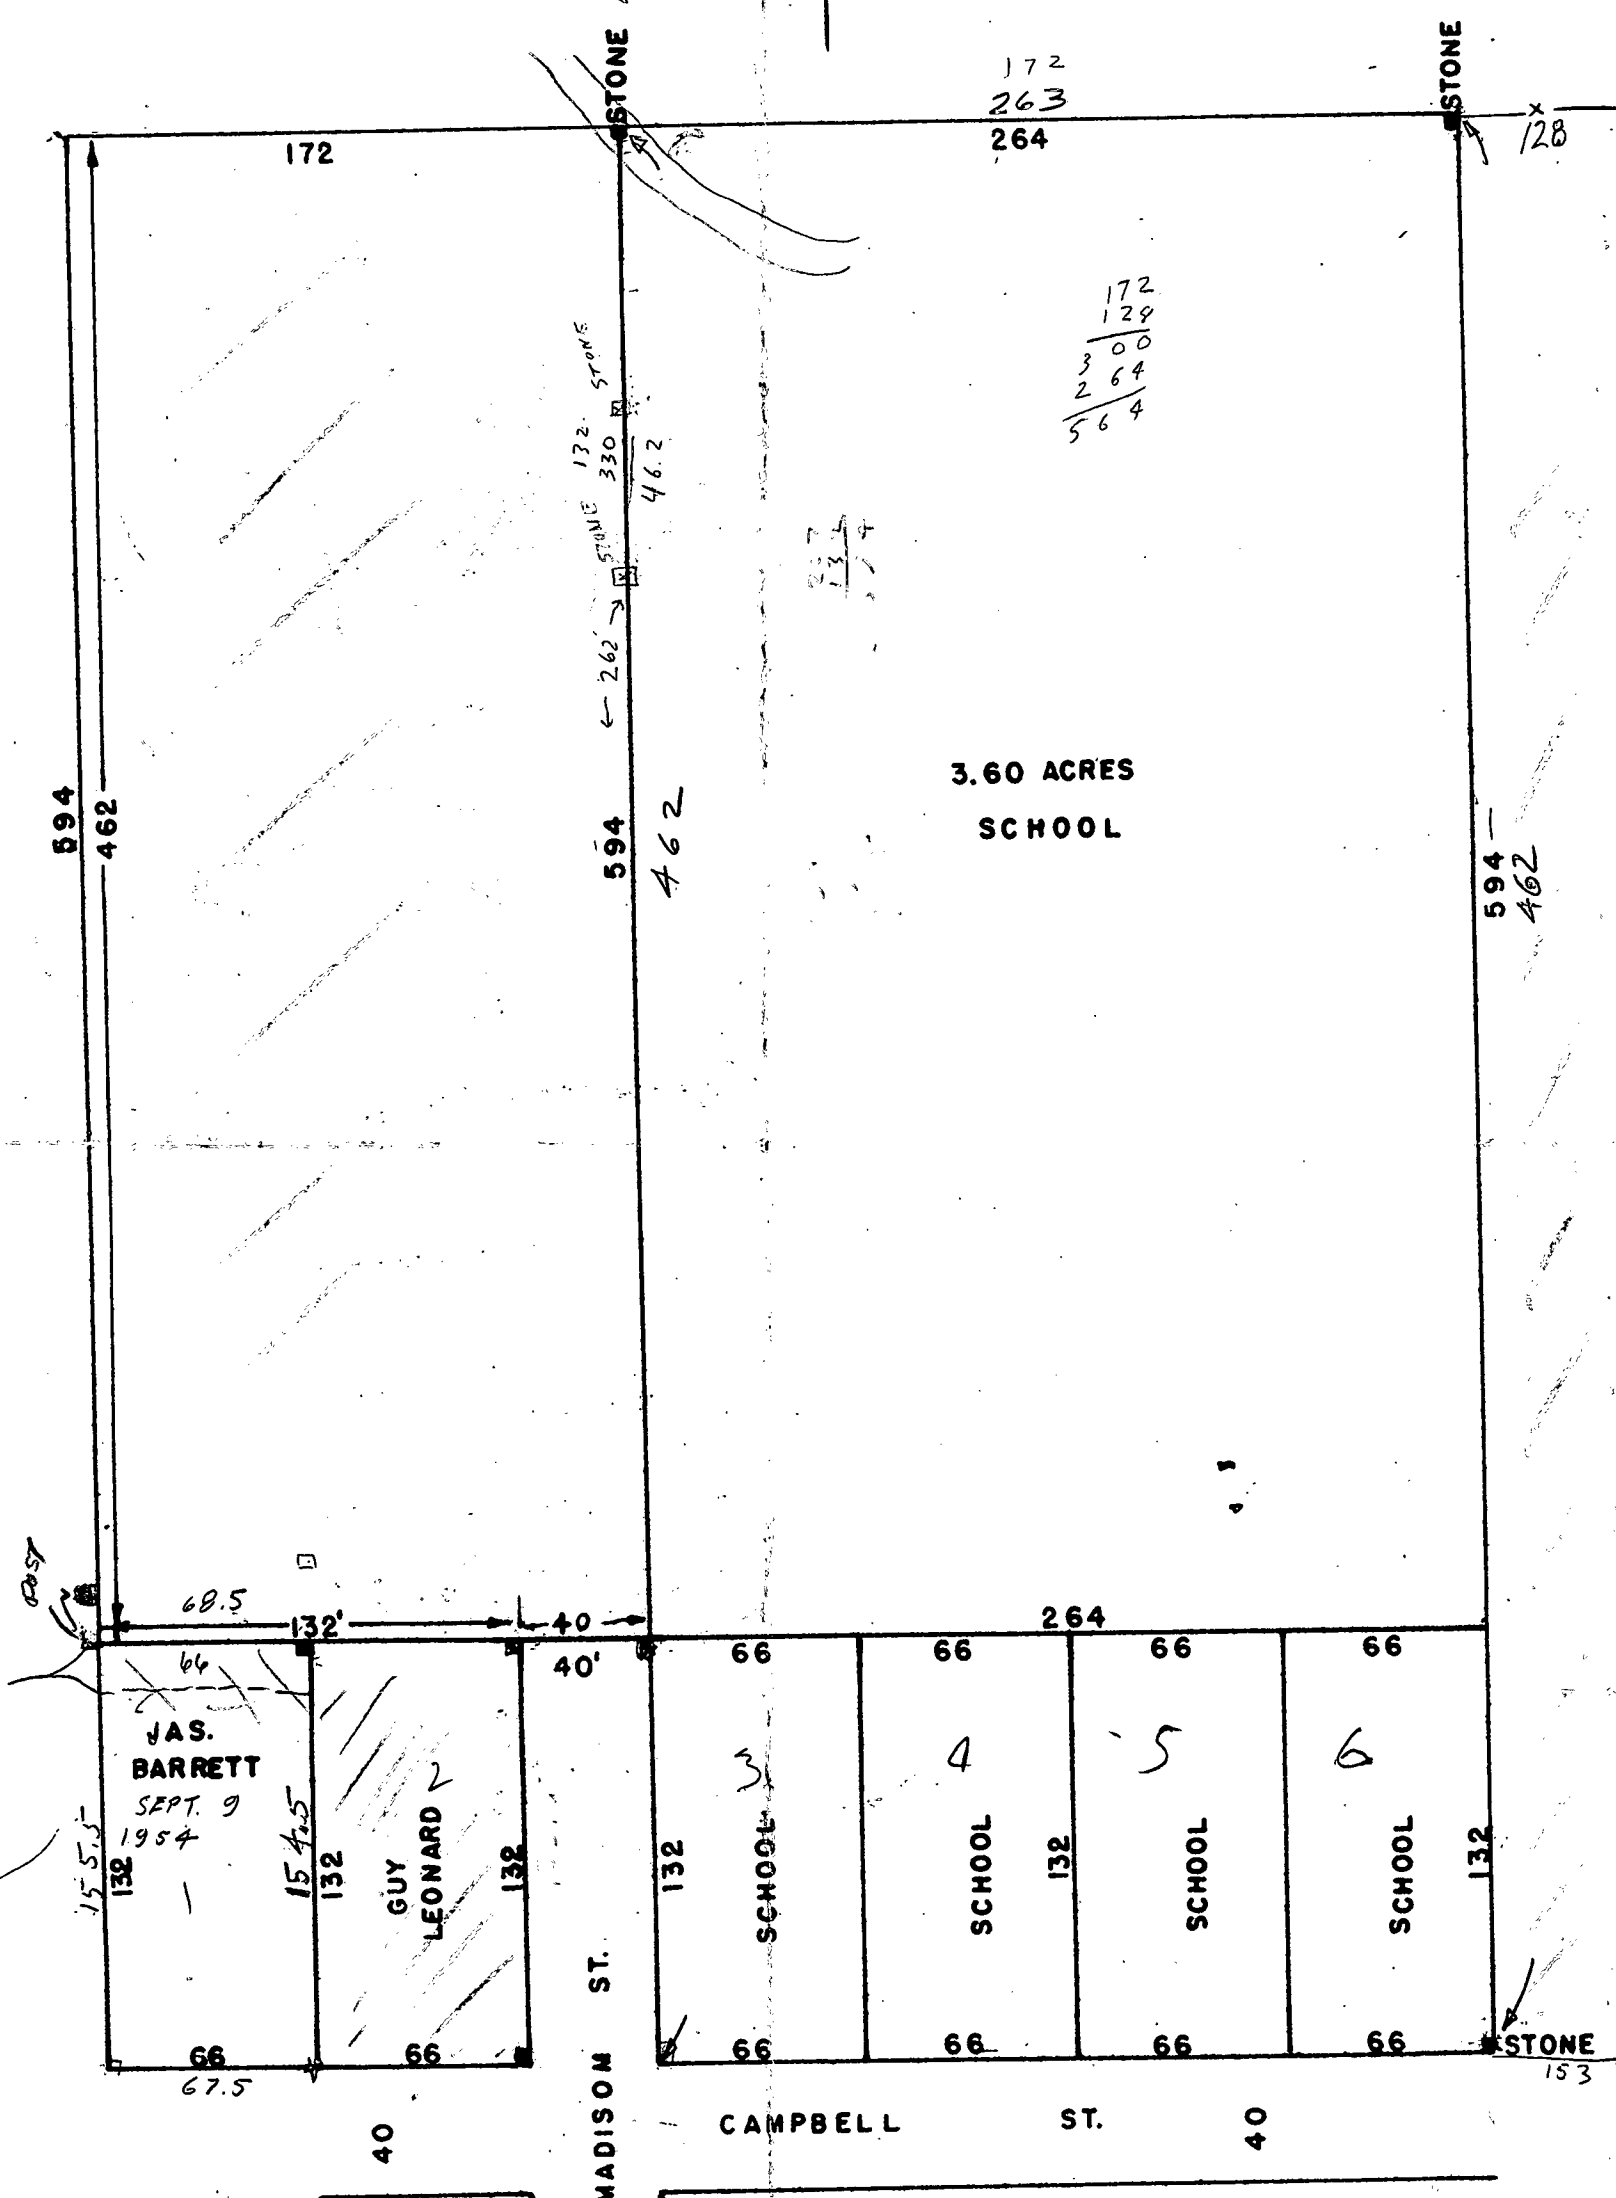 STONE
STONE
172
263
264
172
128
172
128
300
264
564
STONE
132
330
46.2
STONE
262'
3.60 ACRES
SCHOOL
594
462
594
462
594
462
POST
68.5
132'
40
264
66
40'
66
66
66
66
JAS.
BARRETT
SEPT. 9
1954
155.5
132
154.5
132
2
GUY
LEONARD
132
3
4
5
6
132
SCHOOL
SCHOOL
132
SCHOOL
SCHOOL
132
66
67.5
66
66
66
66
66
STONE
153
MADISON ST.
CAMPBELL ST.
40
40